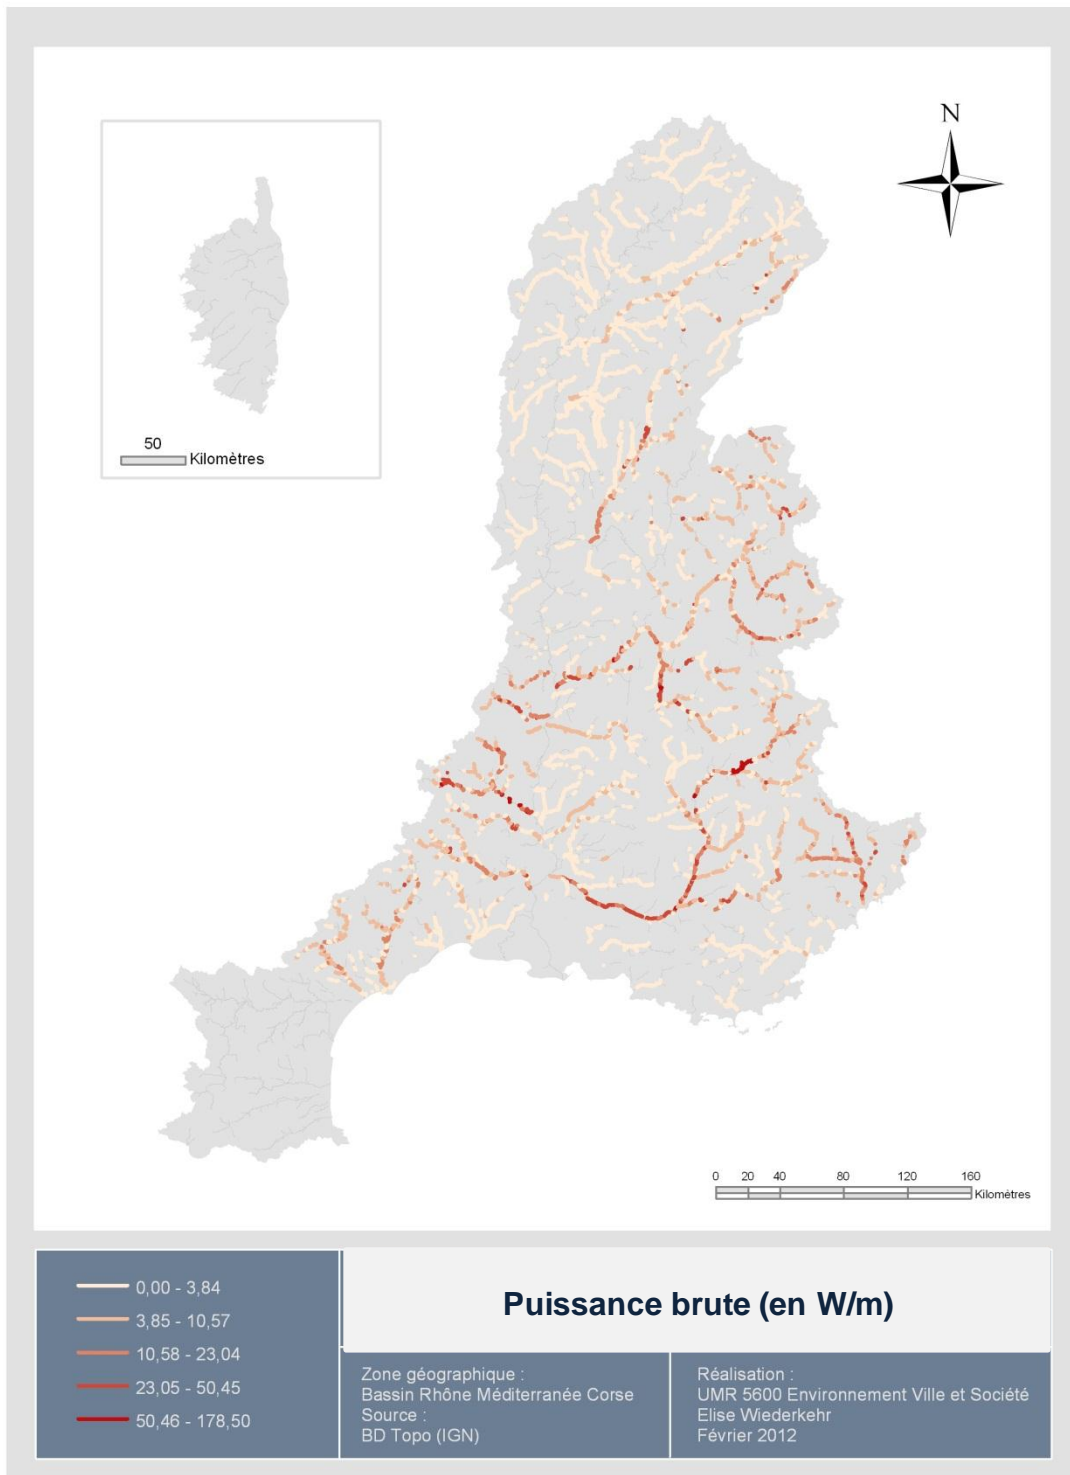 N
50
Kilomètres
0 20 40 80 120 160
Kilomètres
0,00 - 3,84
3,85 - 10,57
10,58 - 23,04
23,05 - 50,45
50,46 - 178,50
Puissance brute (en W/m)
Zone géographique :
Bassin Rhône Méditerranée Corse
Source :
BD Topo (IGN)
Réalisation :
UMR 5600 Environnement Ville et Société
Elise Wiederkehr
Février 2012